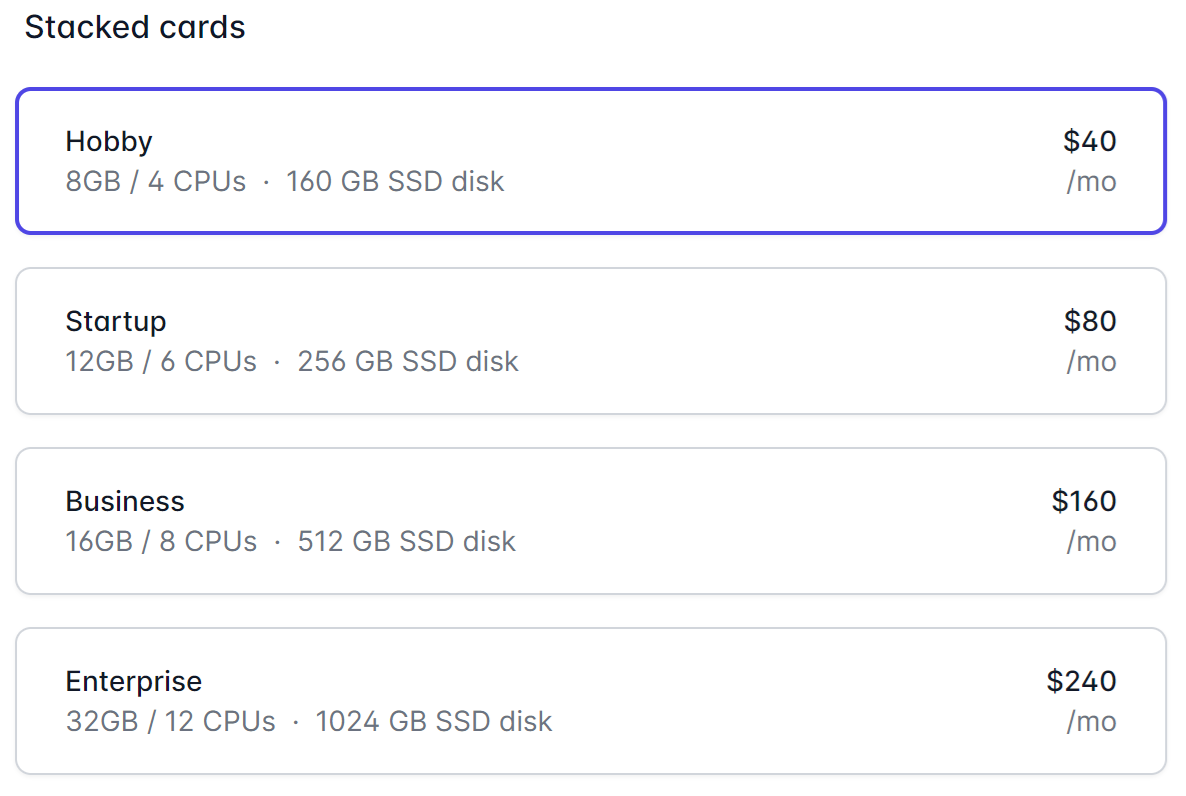 Stacked cards
Hobby
$40
8GB / 4 CPUs · 160 GB SSD disk
/mo
Startup
$80
12GB / 6 CPUs · 256 GB SSD disk
/mo
Business
$160
16GB / 8 CPUs · 512 GB SSD disk
/mo
Enterprise
$240
32GB / 12 CPUs · 1024 GB SSD disk
/mo